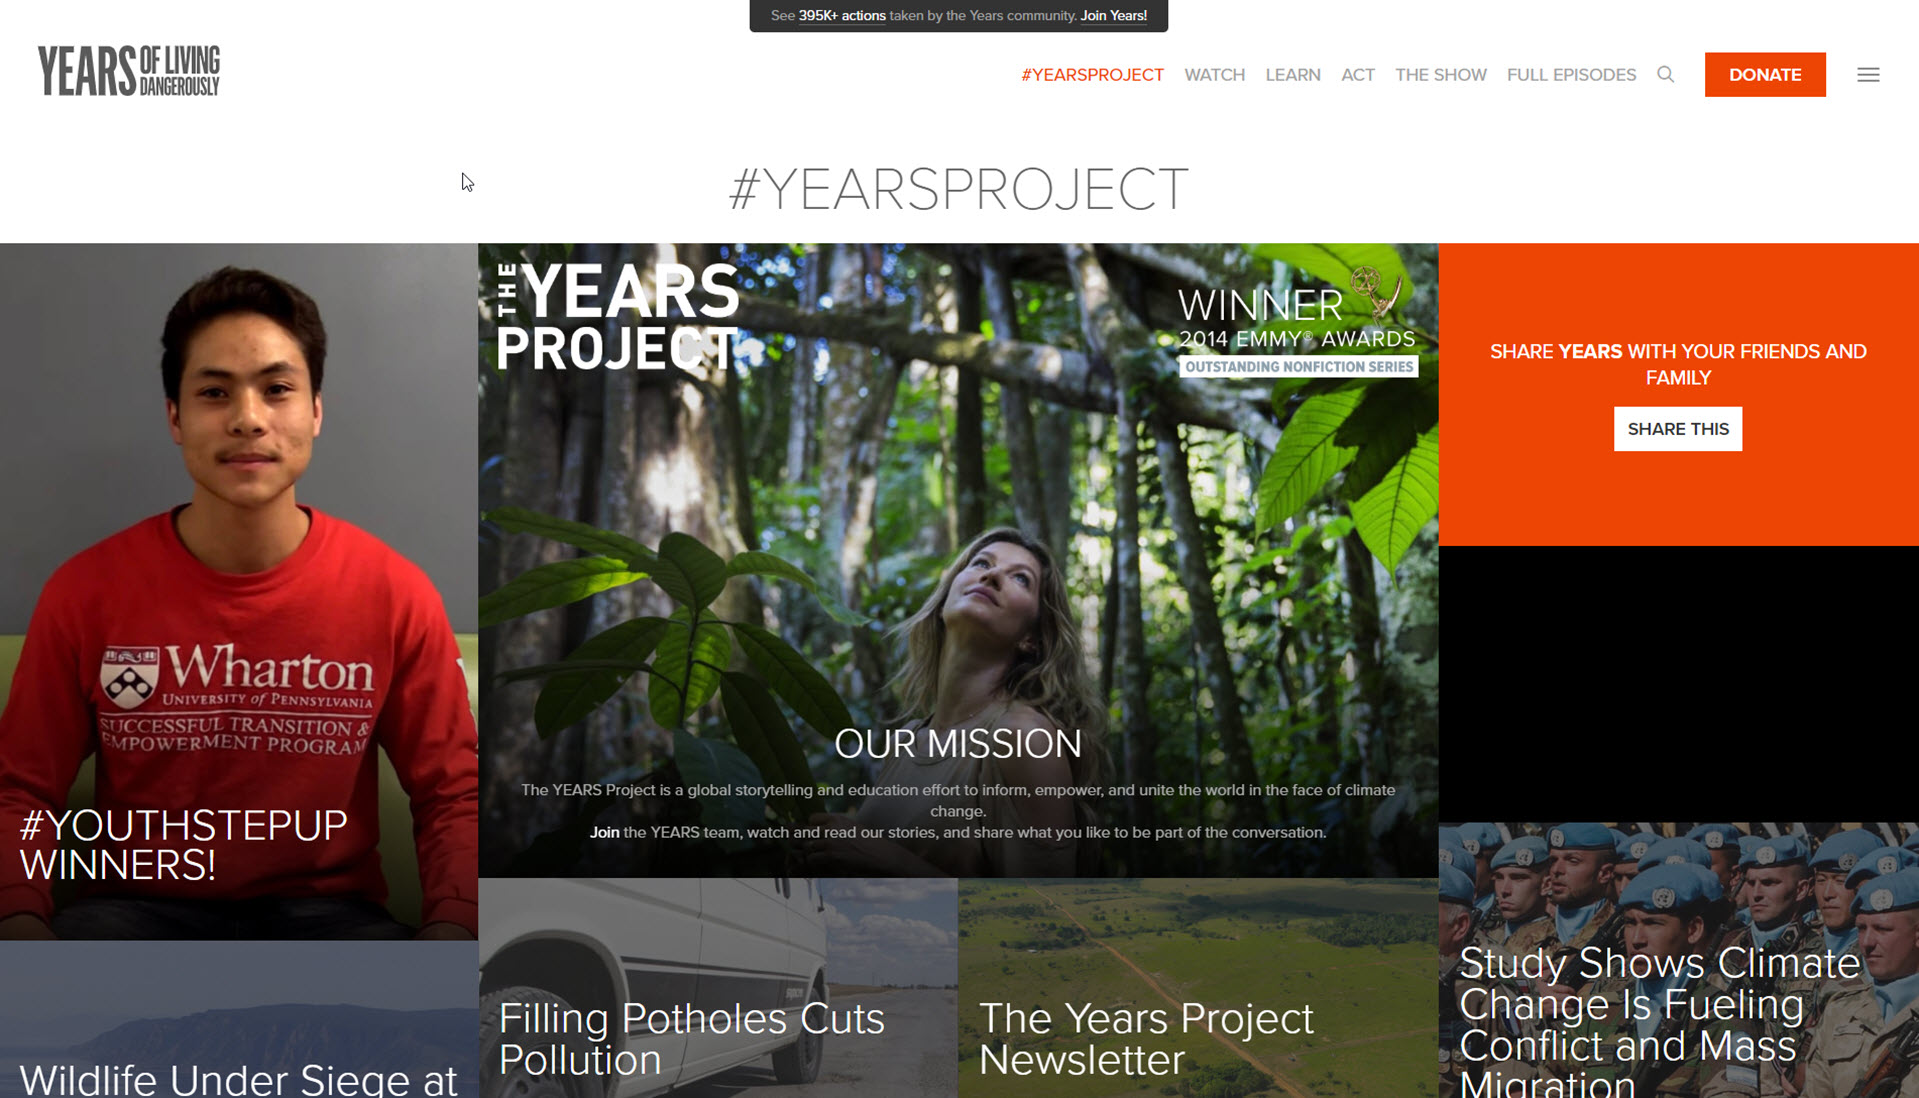 See 395K+ actions taken by the Years community. Join Years!
YEARS OF LIVING
DANGEROUSLY
#YEARSPROJECT WATCH LEARN ACT THE SHOW FULL EPISODES DONATE
#YEARSPROJECT
THE YEARS
PROJECT
WINNER
2014 EMMY® AWARDS
OUTSTANDING NONFICTION SERIES
SHARE YEARS WITH YOUR FRIENDS AND
FAMILY
SHARE THIS
Wharton
UNIVERSITY OF PENNSYLVANIA
SUCCESSFUL TRANSITION &
EMPOWERMENT PROGRAM
#YOUTHSTEPUP
WINNERS!
OUR MISSION
The YEARS Project is a global storytelling and education effort to inform, empower, and unite the world in the face of climate
change.
Join the YEARS team, watch and read our stories, and share what you like to be part of the conversation.
Wildlife Under Siege at
Filling Potholes Cuts
Pollution
The Years Project
Newsletter
Study Shows Climate
Change Is Fueling
Conflict and Mass
Migration